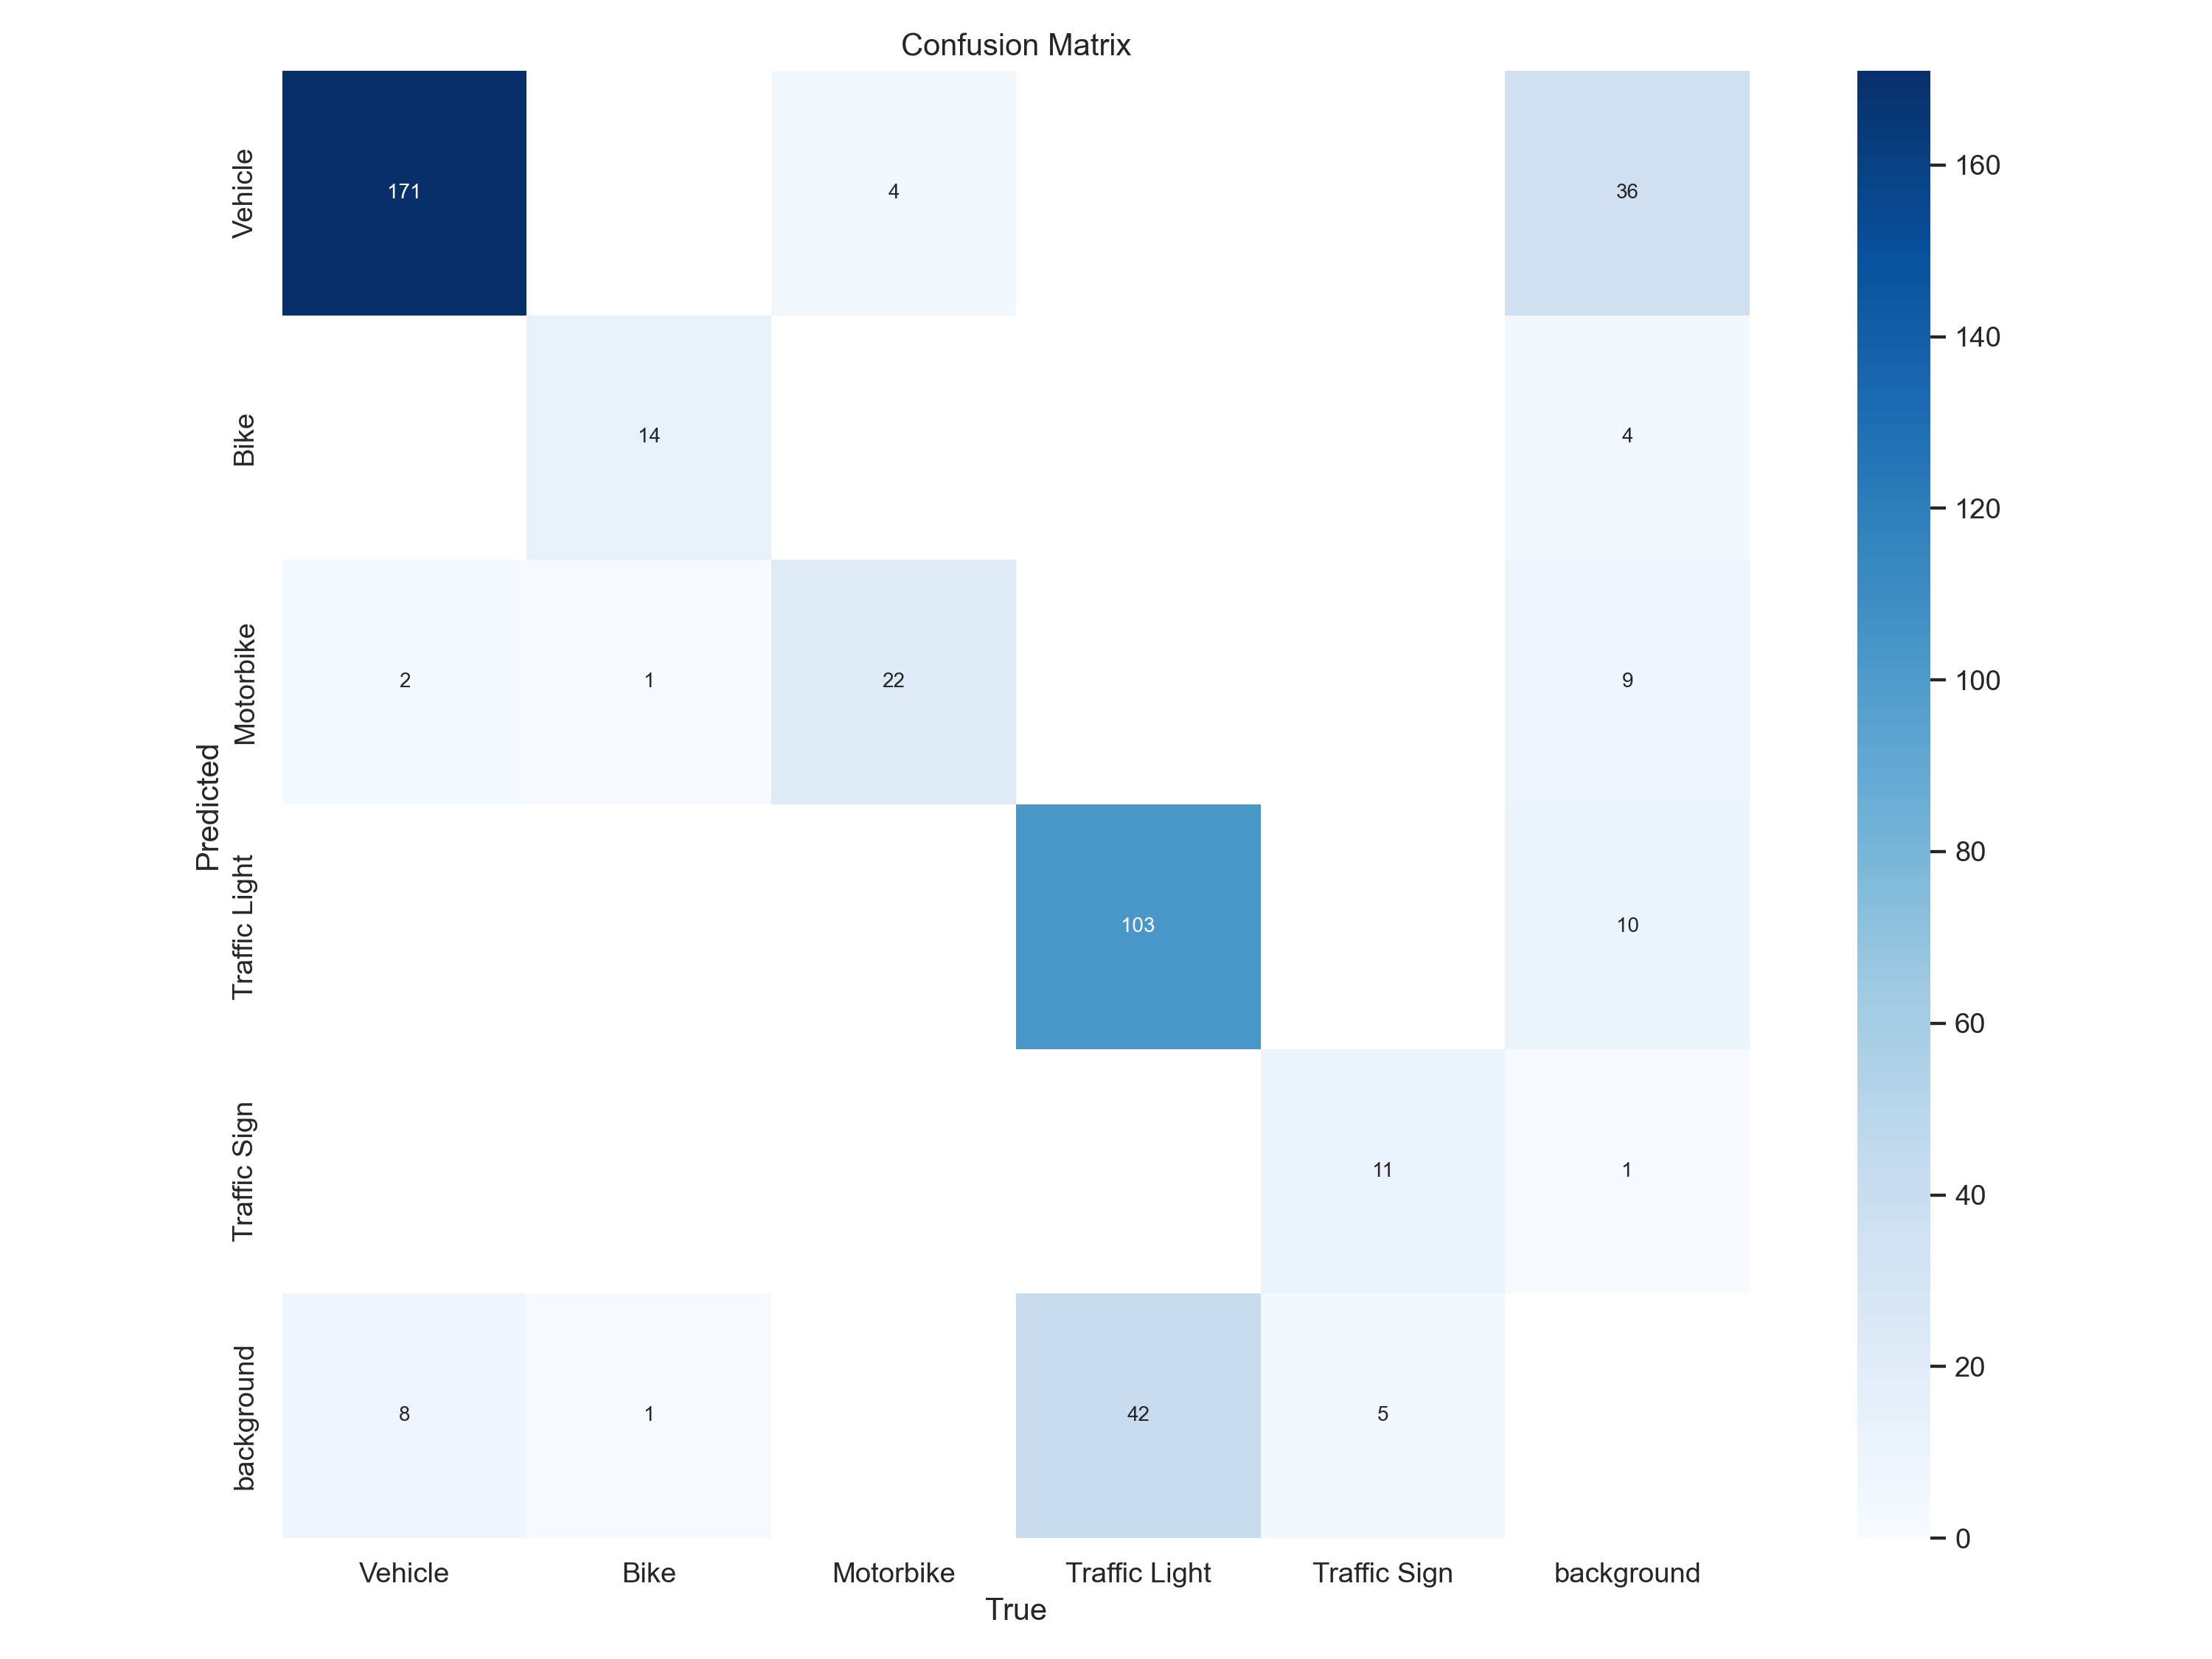 Confusion Matrix
Predicted
Vehicle
171 4 36
Bike
14 4
Motorbike
2 1 22 9
Traffic Light
103 10
Traffic Sign
11 1
background
8 1 42 5
Vehicle Bike Motorbike Traffic Light Traffic Sign background
True
160
140
120
100
80
60
40
20
0